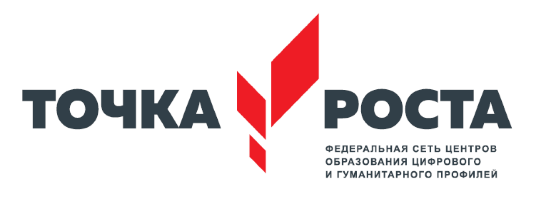 ТОЧКА РОСТА
ФЕДЕРАЛЬНАЯ СЕТЬ ЦЕНТРОВ
ОБРАЗОВАНИЯ ЦИФРОВОГО
И ГУМАНИТАРНОГО ПРОФИЛЕЙ